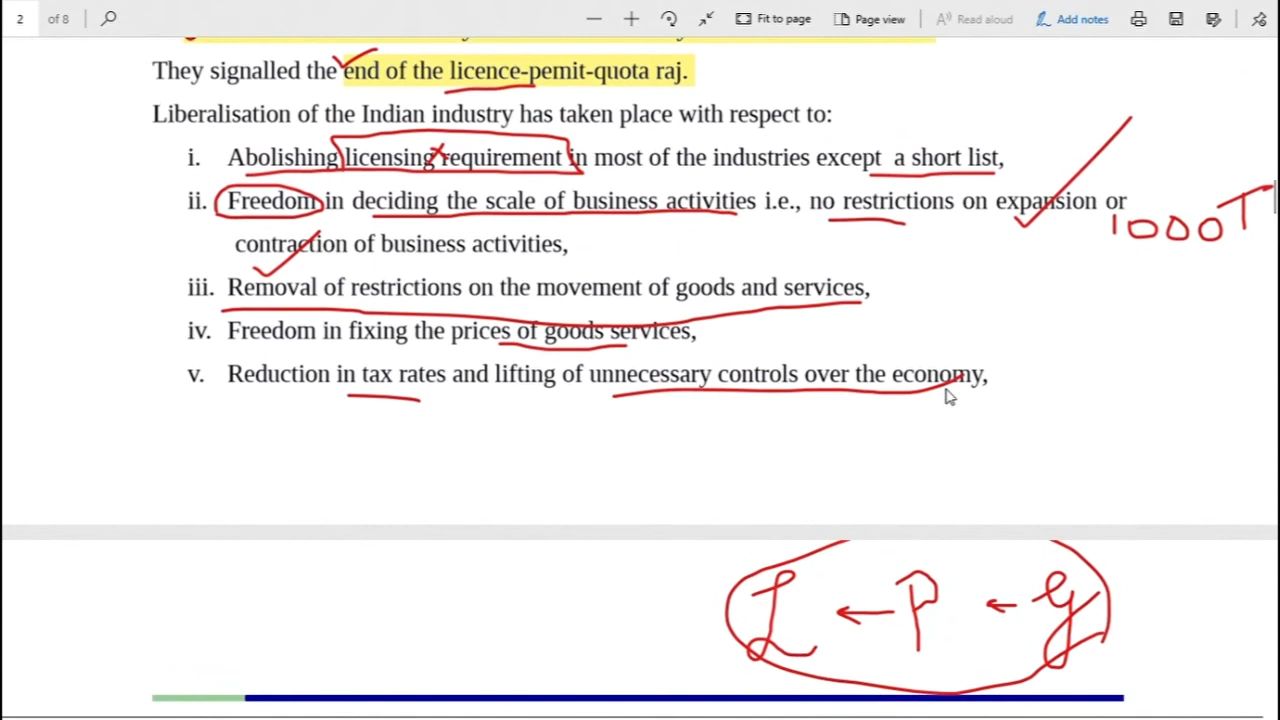 2 of 8 Fit to page Page view Read aloud Add notes
They signalled the end of the licence-pemit-quota raj.
Liberalisation of the Indian industry has taken place with respect to:
i. Abolishing licensing requirement in most of the industries except a short list,
ii. Freedom in deciding the scale of business activities i.e., no restrictions on expansion or
1000T
contraction of business activities,
iii. Removal of restrictions on the movement of goods and services,
iv. Freedom in fixing the prices of goods services,
v. Reduction in tax rates and lifting of unnecessary controls over the economy,
L ← P ← G